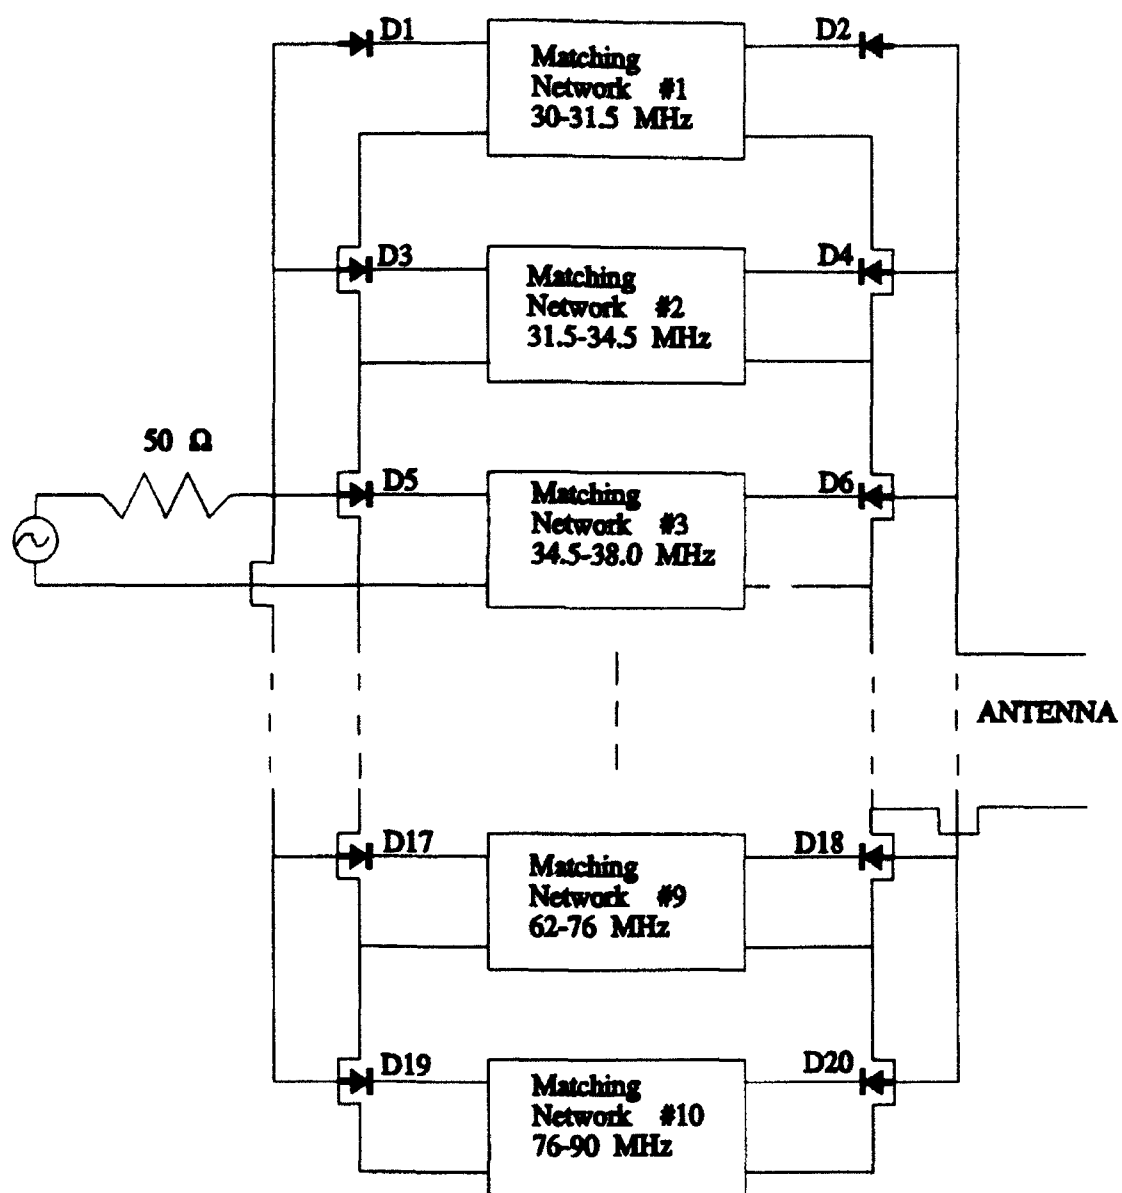 D1
D2
Matching
Network #1
30-31.5 MHz
D3
D4
Matching
Network #2
31.5-34.5 MHz
50 Ω
D5
D6
Matching
Network #3
34.5-38.0 MHz
ANTENNA
D17
D18
Matching
Network #9
62-76 MHz
D19
D20
Matching
Network #10
76-90 MHz